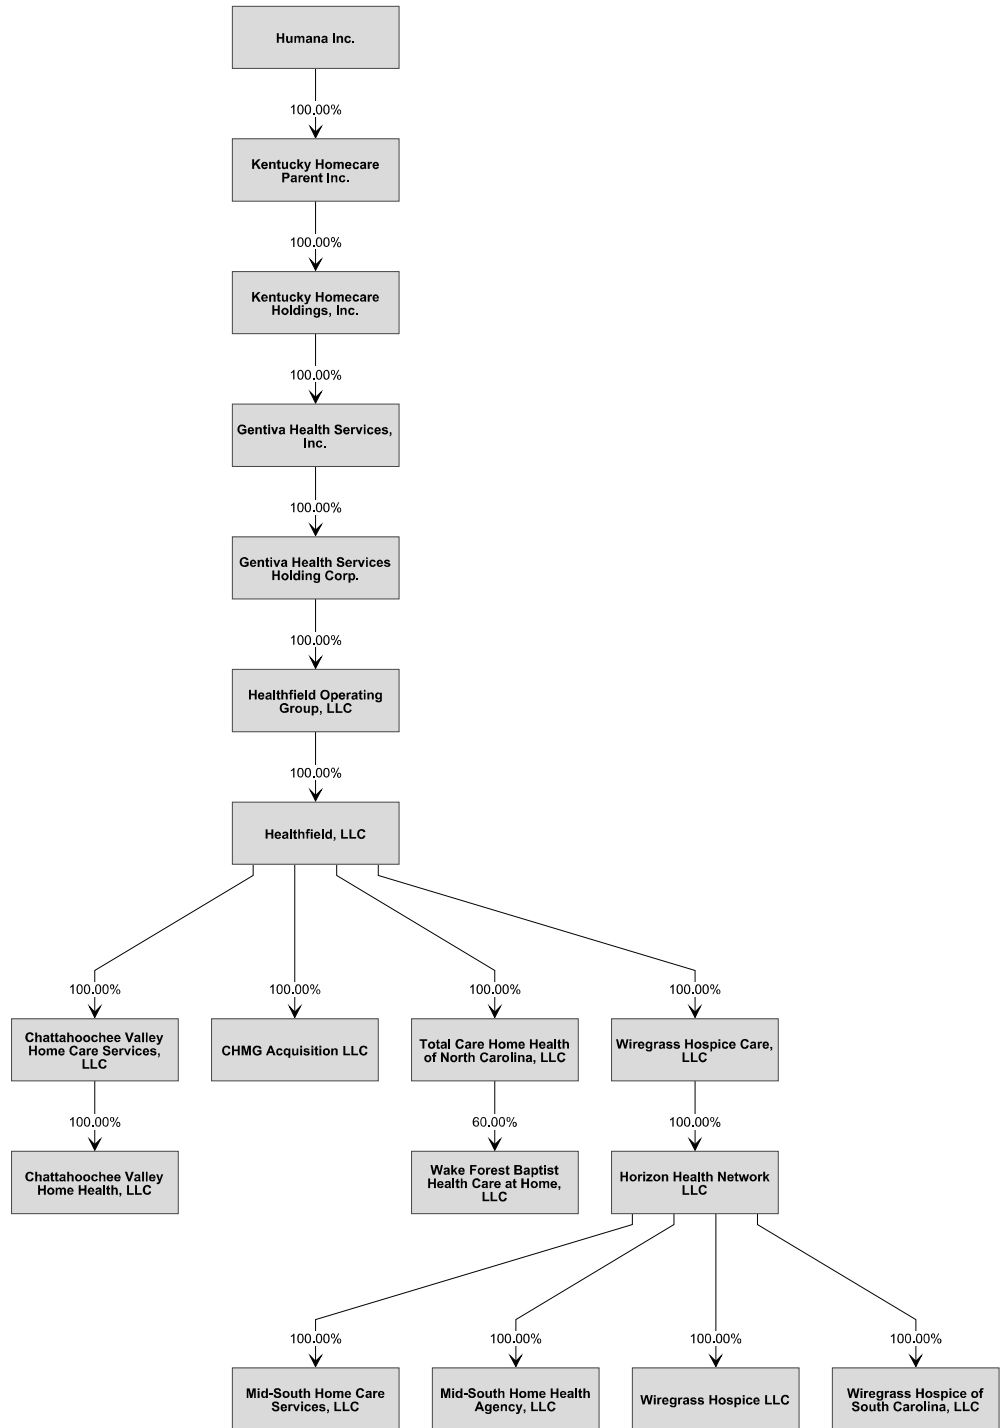 Humana Inc.
100.00%
Kentucky Homecare
Parent Inc.
100.00%
Kentucky Homecare
Holdings, Inc.
100.00%
Gentiva Health Services,
Inc.
100.00%
Gentiva Health Services
Holding Corp.
100.00%
Healthfield Operating
Group, LLC
100.00%
Healthfield, LLC
100.00%
100.00%
100.00%
100.00%
Chattahoochee Valley
Home Care Services,
LLC
CHMG Acquisition LLC
Total Care Home Health
of North Carolina, LLC
Wiregrass Hospice Care,
LLC
100.00%
60.00%
100.00%
Chattahoochee Valley
Home Health, LLC
Wake Forest Baptist
Health Care at Home,
LLC
Horizon Health Network
LLC
100.00%
100.00%
100.00%
100.00%
Mid-South Home Care
Services, LLC
Mid-South Home Health
Agency, LLC
Wiregrass Hospice LLC
Wiregrass Hospice of
South Carolina, LLC